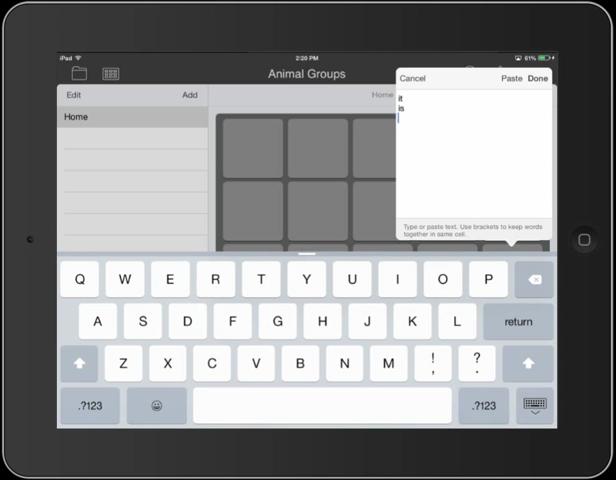 iPad 2:20 PM 61%
Animal Groups
Cancel Paste Done
Edit Add Home
Home
it
is
Type or paste text. Use brackets to keep words
together in same cell.
Q W E R T Y U I O P
A S D F G H J K L return
Z X C V B N M ! , ? .
.?123 .?123